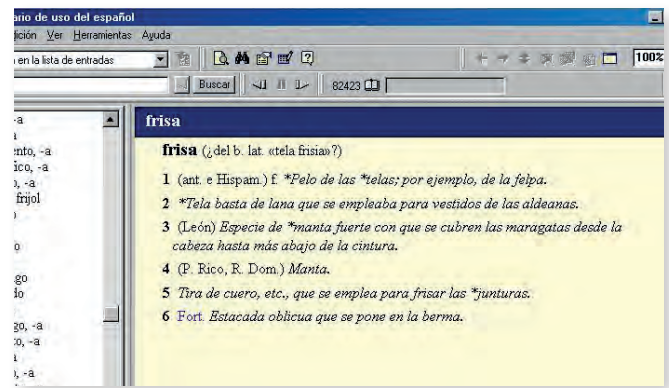 ario de uso del español
dición Ver Herramientas Ayuda
en la lista de entradas
100%
Buscar
82423
-a
ento, -a
ico, -a
o, -a
frijol
o
go
do
go, -a
to, -a
o, -a
frisa
frisa (¿del b. lat. «tela frisia»?)
1 (ant. e Hispam.) f. *Pelo de las *telas; por ejemplo, de la felpa.
2 *Tela basta de lana que se empleaba para vestidos de las aldeanas.
3 (León) Especie de *manta fuerte con que se cubren las maragatas desde la
cabeza hasta más abajo de la cintura.
4 (P. Rico, R. Dom.) Manta.
5 Tira de cuero, etc., que se emplea para frisar las *junturas.
6 Fort. Estacada oblicua que se pone en la berma.